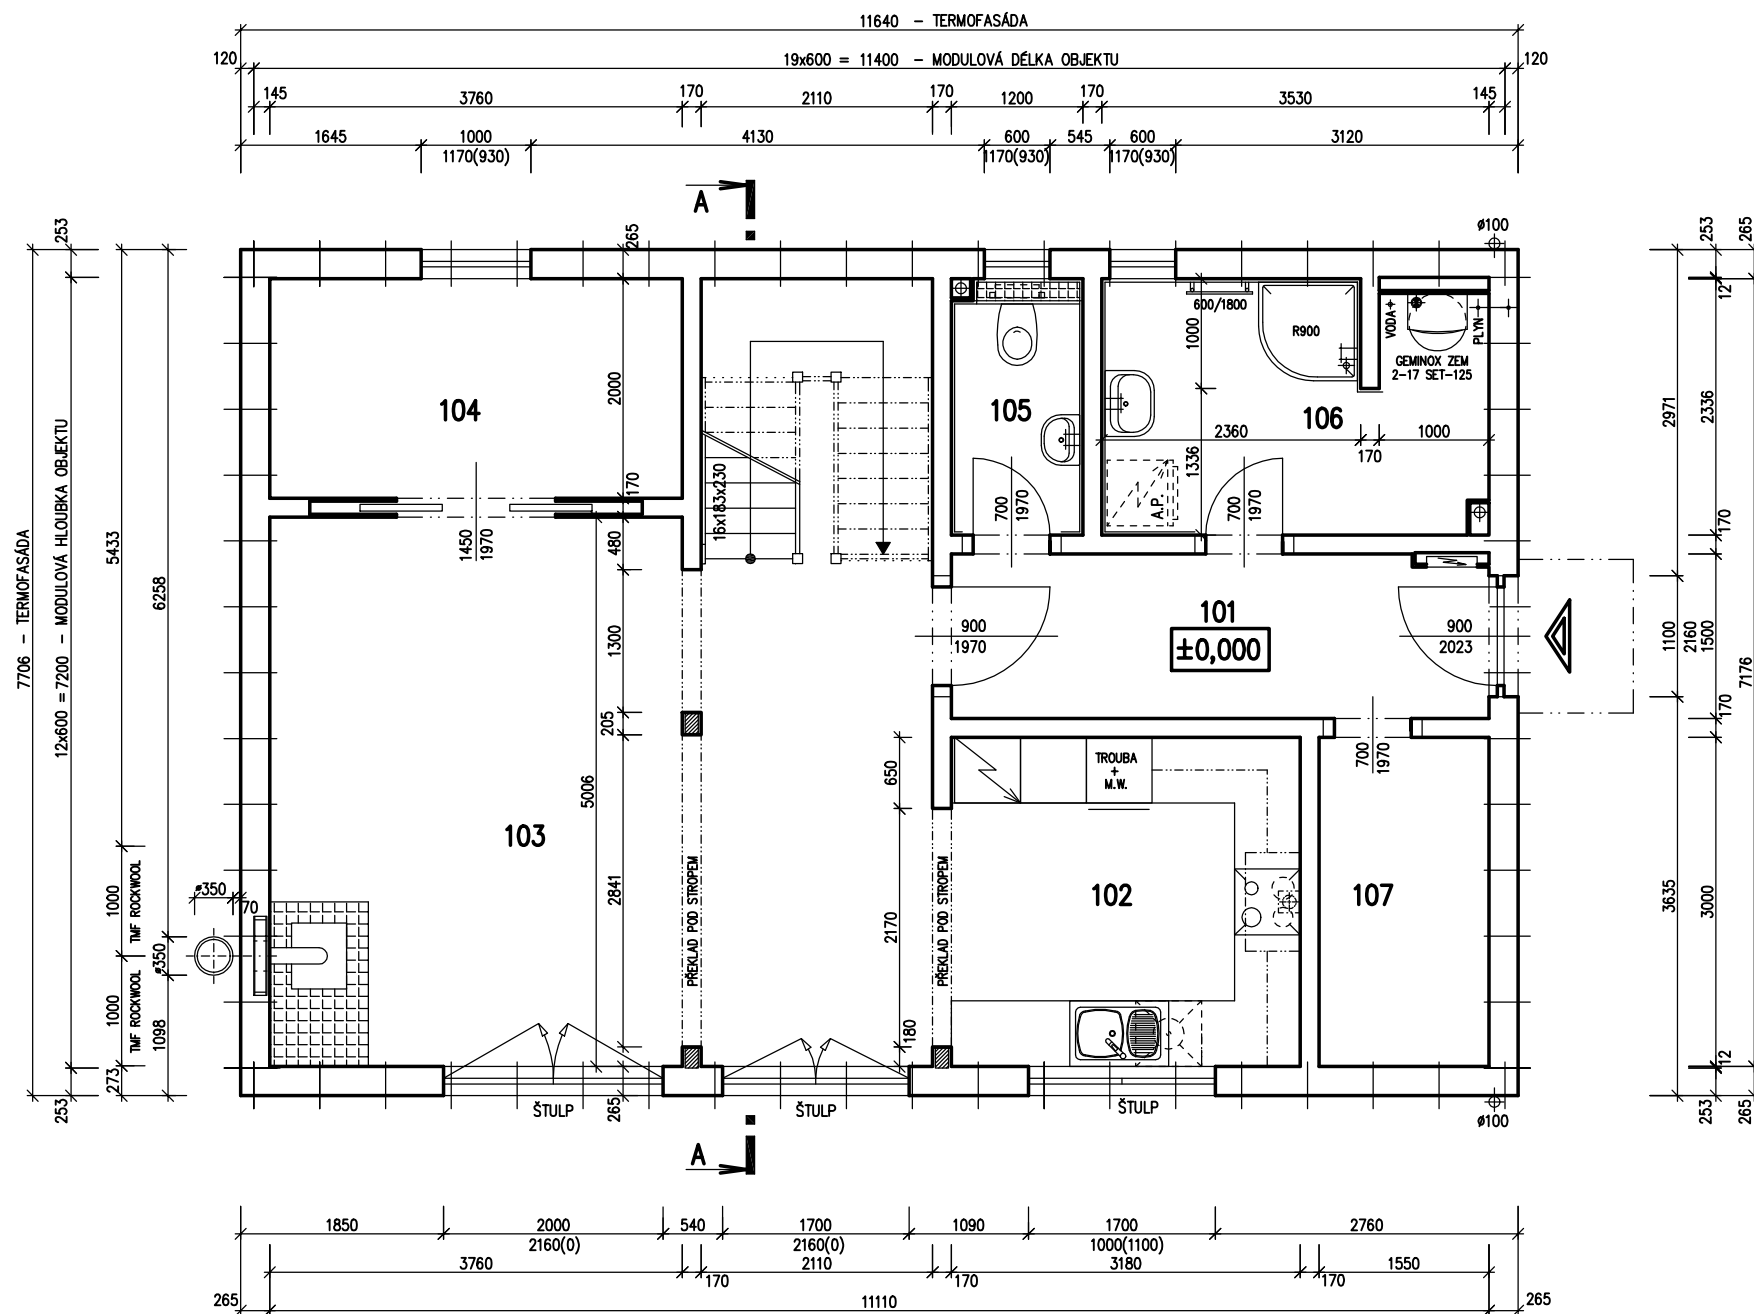 11640 - TERMOFASÁDA
120 19x600 = 11400 - MODULOVÁ DÉLKA OBJEKTU 120
145 3760 170 2110 170 1200 170 3530 145
1645 1000 4130 600 545 600 3120
1170(930) 1170(930) 1170(930)
A
ø100
7706 - TERMOFASÁDA
253
12x600 = 7200 - MODULOVÁ HLOUBKA OBJEKTU
253
5433
1000
TMF ROCKWOOL
1000
TMF ROCKWOOL
273
6258
ø350
1098
ø350
70
265
2000
170
480
1300
205
5006
2841
265
104
1450
1970
103
PŘEKLAD POD STROPEM
16x183x230
105
700
1970
600/1800
1000
R900
VODA
PLYN
GEMINOX ZEM
2-17 SET-125
106
2360
170
1000
1336
A.P.
700
1970
101
±0,000
900
1970
900
2023
700
1970
650
2170
180
PŘEKLAD POD STROPEM
TROUBA
+
M.W.
102
107
ŠTULP
ŠTULP
ŠTULP
ø100
A
2971
1100
2160
3635
253
12
2336
170
1500
170
3000
12
253
265
7176
265
1850 2000 540 1700 1090 1700 2760
2160(0) 2160(0) 1000(1100)
3760 170 2110 170 3180 170 1550
265 11110 265